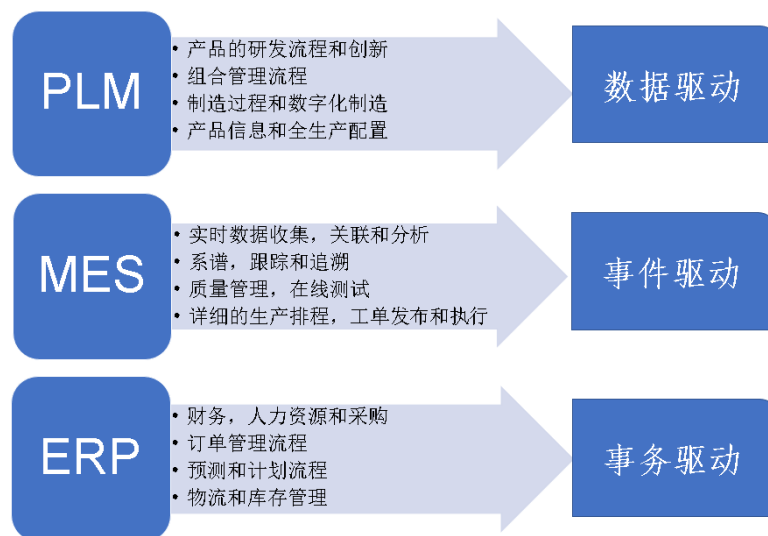 PLM
• 产品的研发流程和创新
• 组合管理流程
• 制造过程和数字化制造
• 产品信息和全生产配置
数据驱动
MES
• 实时数据收集，关联和分析
• 系谱，跟踪和追溯
• 质量管理，在线测试
• 详细的生产排程，工单发布和执行
事件驱动
ERP
• 财务，人力资源和采购
• 订单管理流程
• 预测和计划流程
• 物流和库存管理
事务驱动